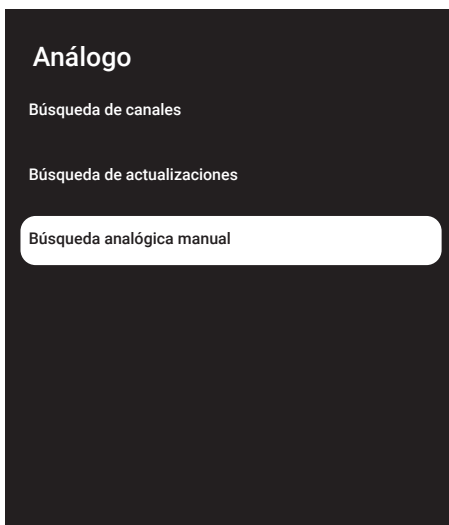 Análogo
Búsqueda de canales
Búsqueda de actualizaciones
Búsqueda analógica manual